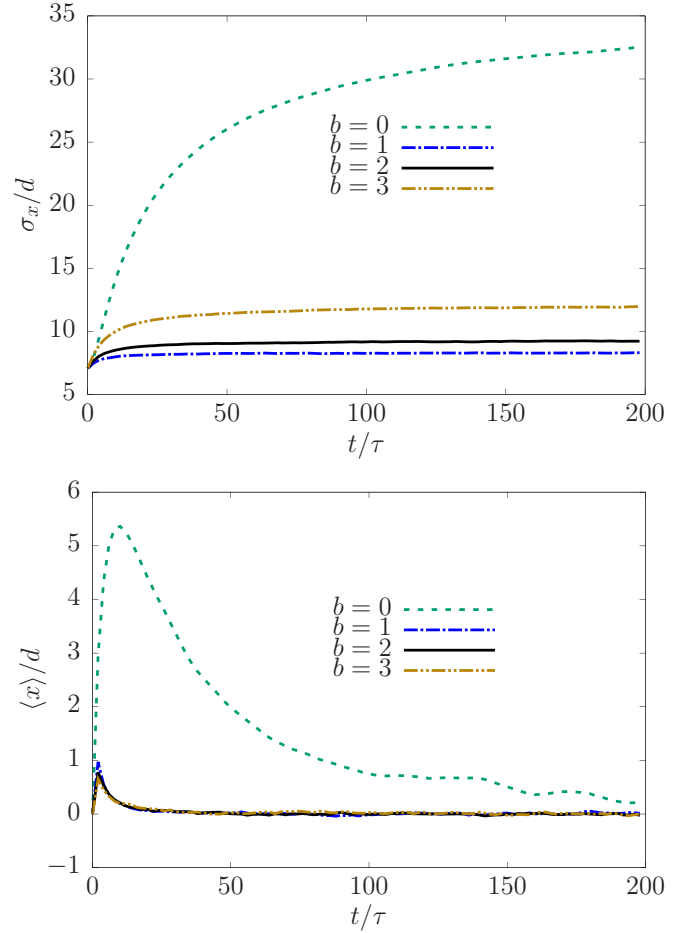 35
30
25
20
15
10
5
σₓ/d
b = 0
b = 1
b = 2
b = 3
0 50 100 150 200
t/τ
6
5
4
3
2
1
0
−1
⟨x⟩/d
b = 0
b = 1
b = 2
b = 3
0 50 100 150 200
t/τ